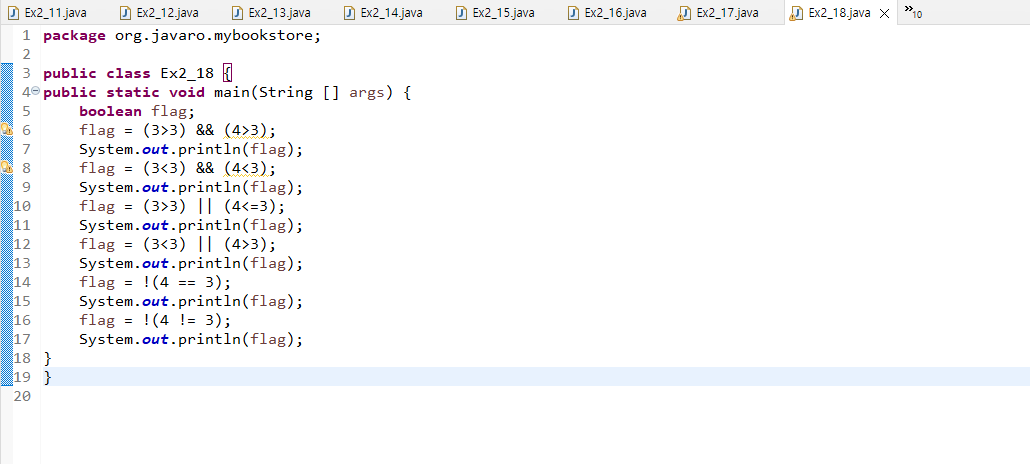 Ex2_11.java Ex2_12.java Ex2_13.java Ex2_14.java Ex2_15.java Ex2_16.java Ex2_17.java Ex2_18.java »10
1 package org.javaro.mybookstore;
2
3 public class Ex2_18 {
4 public static void main(String [] args) {
5 boolean flag;
6 flag = (3>3) && (4>3);
7 System.out.println(flag);
8 flag = (3<3) && (4<3);
9 System.out.println(flag);
10 flag = (3>3) || (4<=3);
11 System.out.println(flag);
12 flag = (3<3) || (4>3);
13 System.out.println(flag);
14 flag = !(4 == 3);
15 System.out.println(flag);
16 flag = !(4 != 3);
17 System.out.println(flag);
18 }
19 }
20